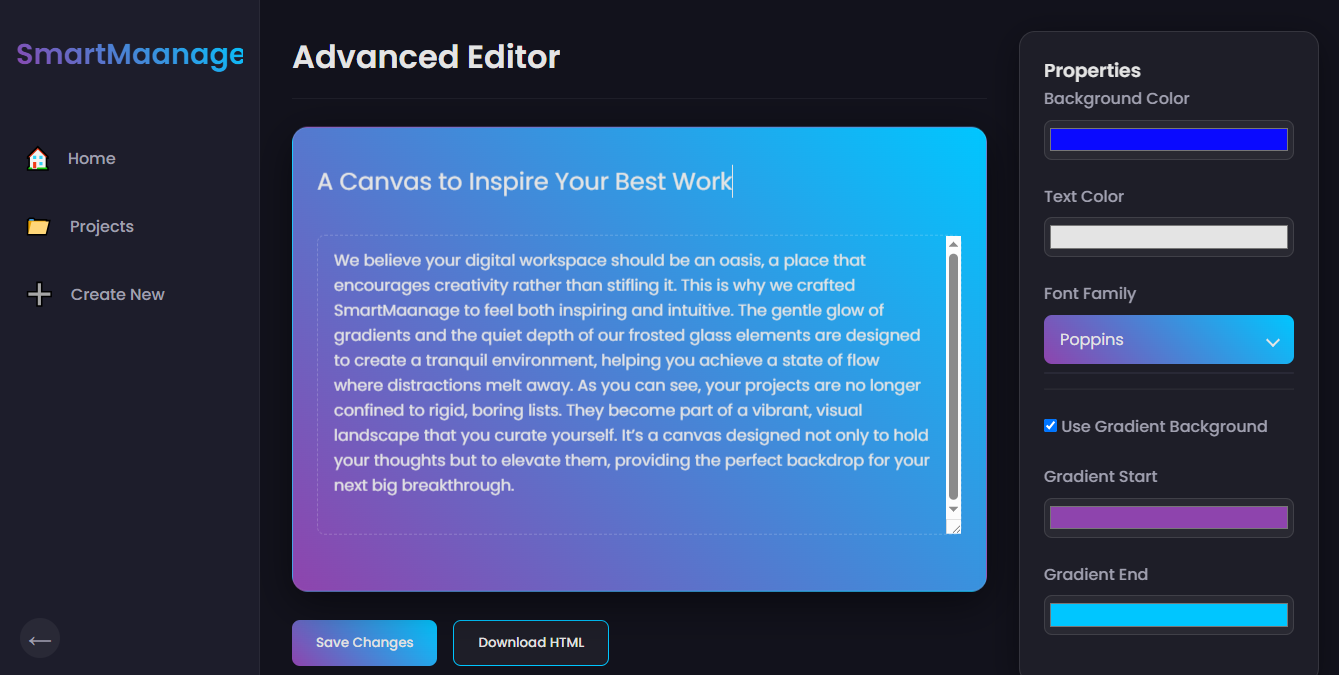 SmartMaanage
Home
Projects
Create New
Advanced Editor
A Canvas to Inspire Your Best Work
We believe your digital workspace should be an oasis, a place that
encourages creativity rather than stifling it. This is why we crafted
SmartMaanage to feel both inspiring and intuitive. The gentle glow of
gradients and the quiet depth of our frosted glass elements are designed
to create a tranquil environment, helping you achieve a state of flow
where distractions melt away. As you can see, your projects are no longer
confined to rigid, boring lists. They become part of a vibrant, visual
landscape that you curate yourself. It's a canvas designed not only to hold
your thoughts but to elevate them, providing the perfect backdrop for your
next big breakthrough.
Save Changes
Download HTML
Properties
Background Color
Text Color
Font Family
Poppins
Use Gradient Background
Gradient Start
Gradient End